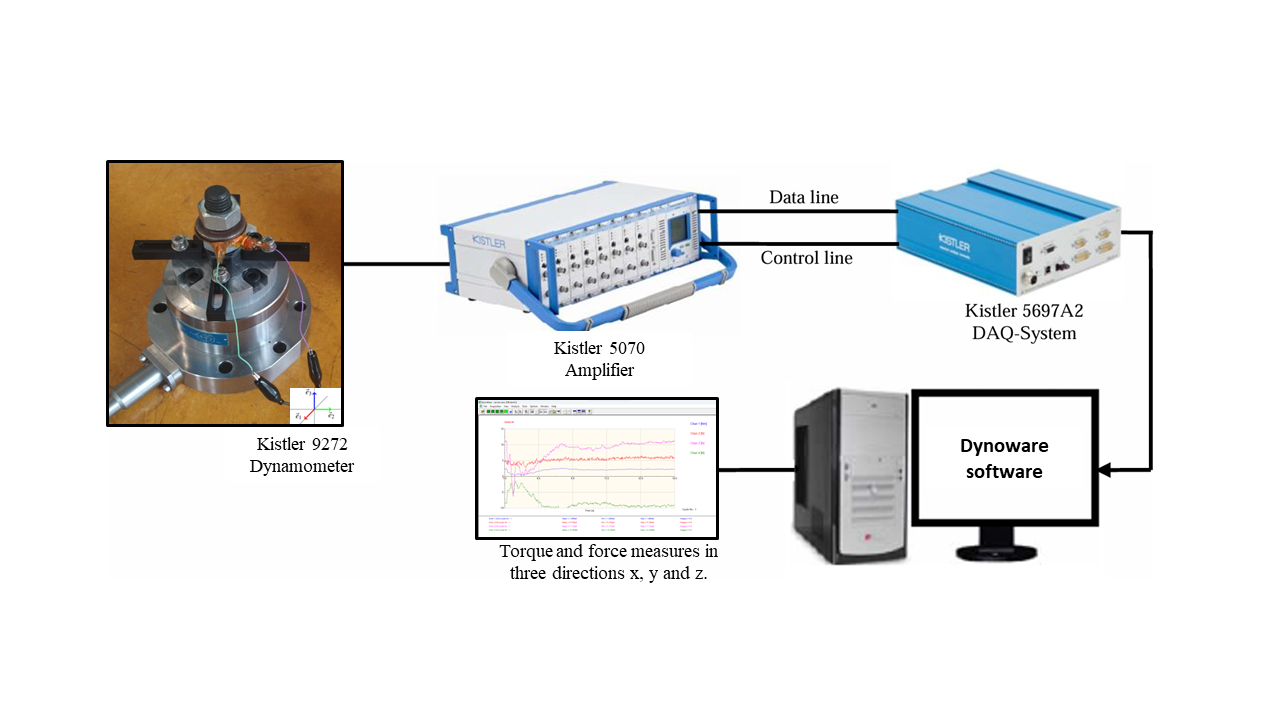 Data line
KISTLER
KISTLER
Control line
Kistler 5697A2
DAQ-System
Kistler 5070
Amplifier
Kistler 9272
Dynamometer
Dynoware
software
Torque and force measures in
three directions x, y and z.